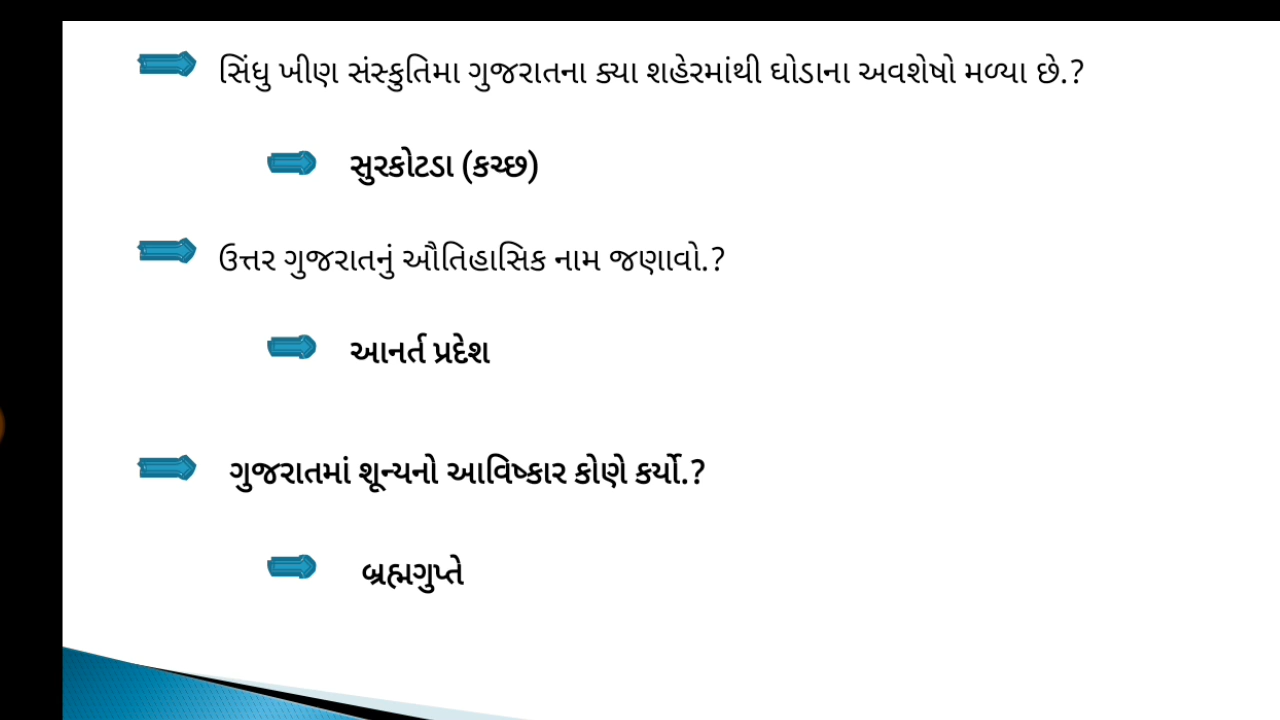 સિંધુ ખીણ સંસ્કુતિમા ગુજરાતના ક્યા શહેરમાંથી ઘોડાના અવશેષો મળ્યા છે.?
સુરકોટડા (કચ્છ)
ઉત્તર ગુજરાતનું ઔતિહાસિક નામ જણાવો.?
આનર્ત પ્રદેશ
ગુજરાતમાં શૂન્યનો આવિષ્કાર કોણે કર્યો.?
બ્રહ્મગુપ્તે